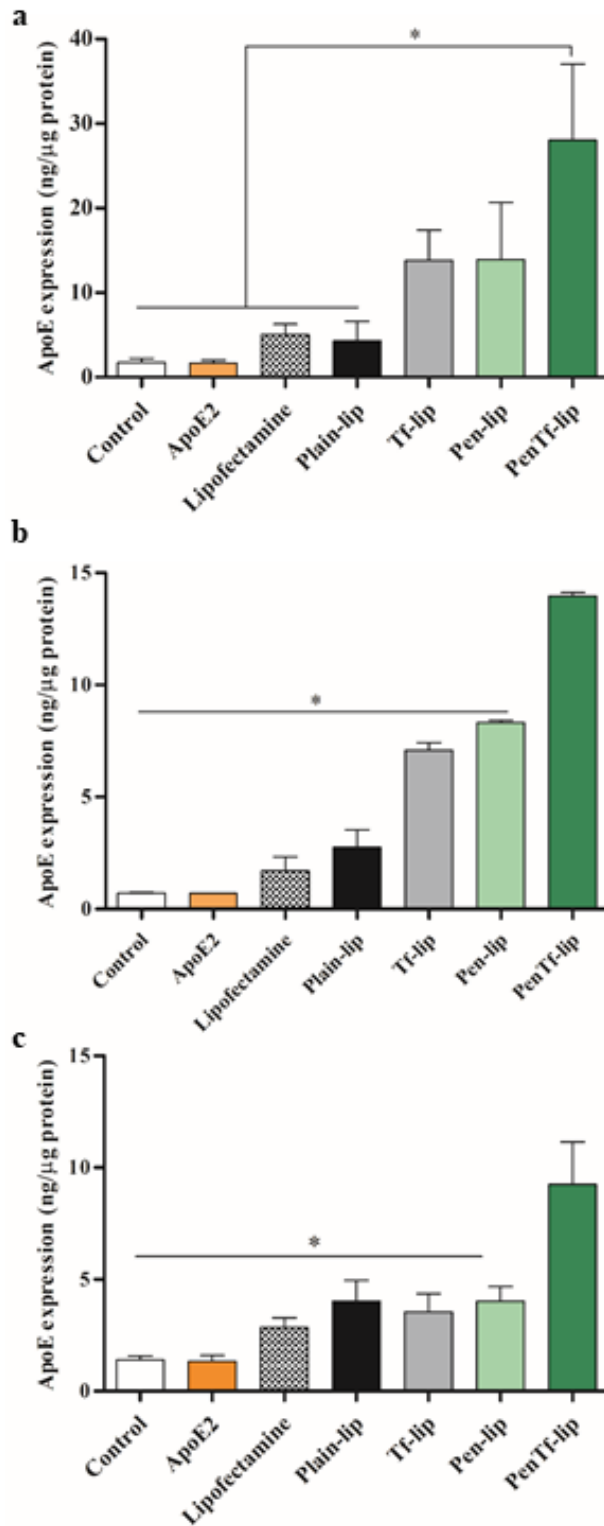 a
ApoE expression (ng/µg protein)
40
30
20
10
0
*
Control
ApoE2
Lipofectamine
Plain-lip
Tf-lip
Pen-lip
PenTf-lip
b
ApoE expression (ng/µg protein)
15
10
5
0
*
Control
ApoE2
Lipofectamine
Plain-lip
Tf-lip
Pen-lip
PenTf-lip
c
ApoE expression (ng/µg protein)
15
10
5
0
*
Control
ApoE2
Lipofectamine
Plain-lip
Tf-lip
Pen-lip
PenTf-lip